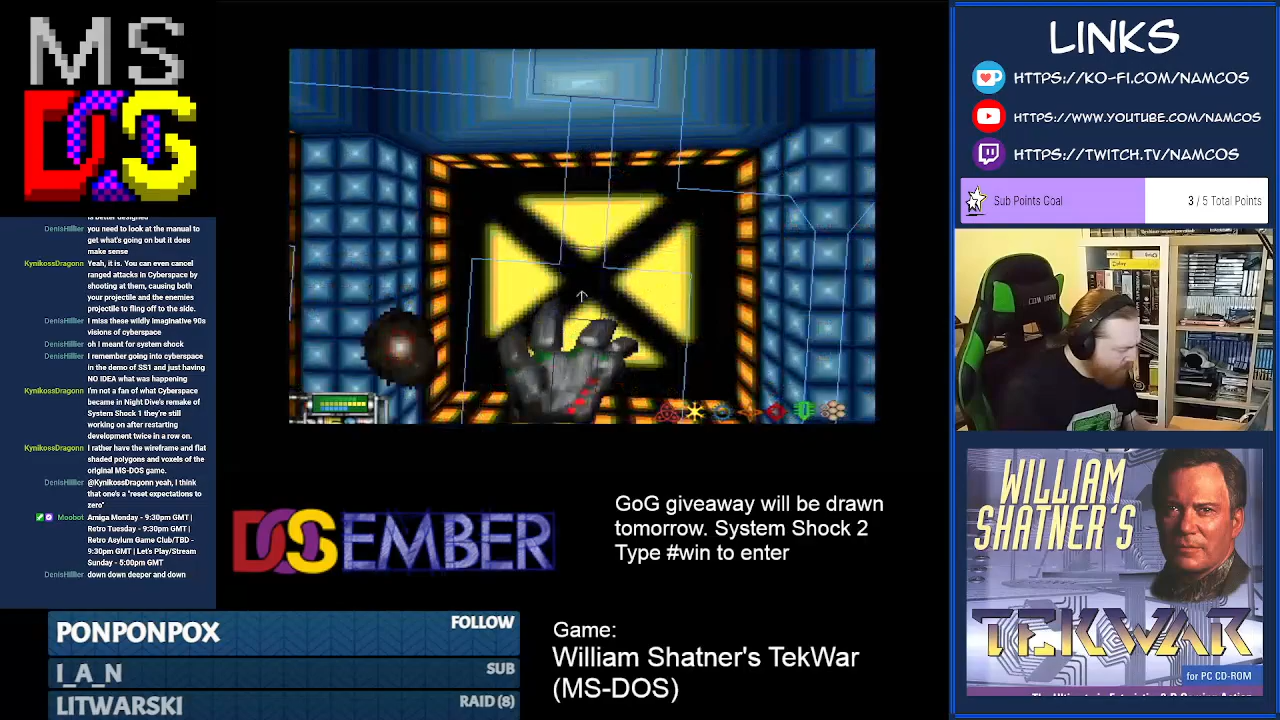 MS
DOS
is better designed
DenisHillier you need to look at the manual to
get what's going on but it does
make sense
KynikossDragonn Yeah, it is. You can even cancel
ranged attacks in Cyberspace by
shooting at them, causing both
your projectile and the enemies
projectile to fling off to the side.
DenisHillier I miss these wildly imaginative 90s
visions of cyberspace
DenisHillier oh I meant for system shock
DenisHillier I remember going into cyberspace
in the demo of SS1 and just having
NO IDEA what was happening
KynikossDragonn I'm not a fan of what Cyberspace
became in Night Dive's remake of
System Shock 1 they're still
working on after restarting
development twice in a row on.
KynikossDragonn I rather have the wireframe and flat
shaded polygons and voxels of the
original MS-DOS game.
DenisHillier @KynikossDragonn yeah, I think
that one's a "reset expectations to
zero"
Moobot Amiga Monday - 9:30pm GMT |
Retro Tuesday - 9:30pm GMT |
Retro Asylum Game Club/TBD -
9:30pm GMT | Let's Play/Stream
Sunday - 5:00pm GMT
DenisHillier down down deeper and down
DOSEMBER
GoG giveaway will be drawn
tomorrow. System Shock 2
Type #win to enter
PONPONPOX FOLLOW
I_A_N SUB
LITWARSKI RAID (8)
Game:
William Shatner's TekWar
(MS-DOS)
LINKS
HTTPS://KO-FI.COM/NAMCOS
HTTPS://WWW.YOUTUBE.COM/NAMCOS
HTTPS://TWITCH.TV/NAMCOS
Sub Points Goal 3 / 5 Total Points
WILLIAM
SHATNER'S
TEKWAR
for PC CD-ROM